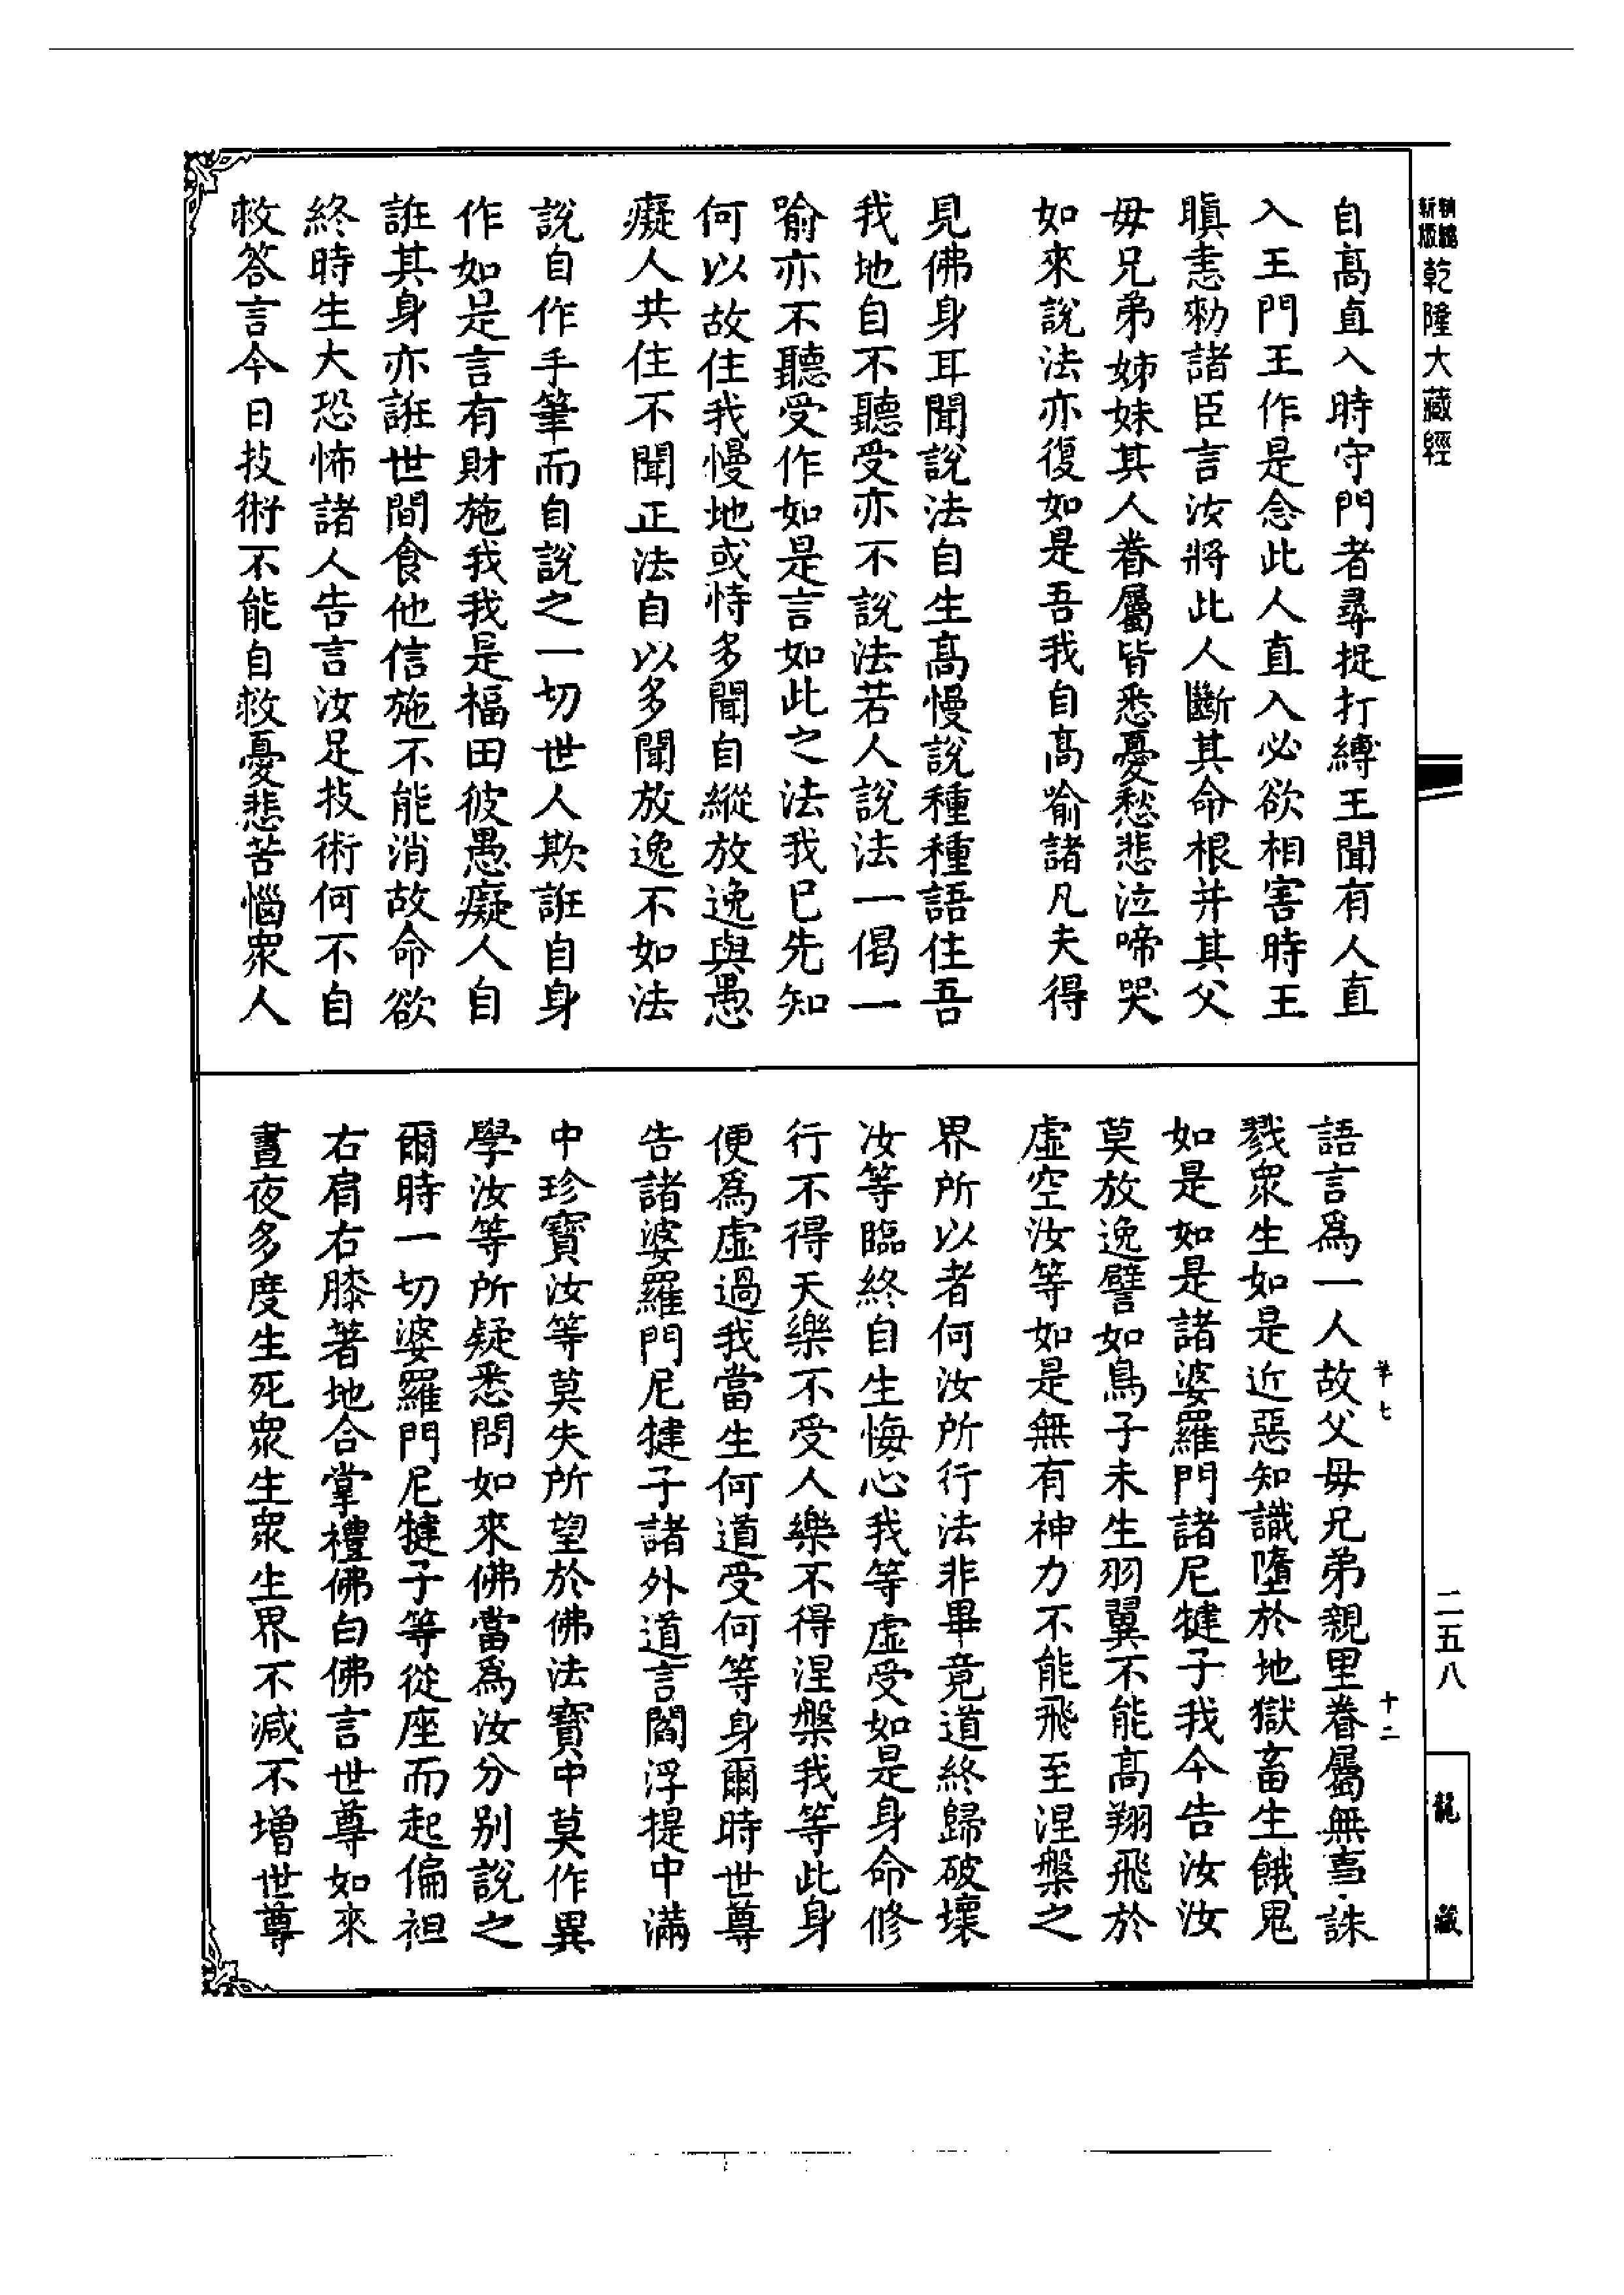 新編
新版
乾隆大藏經
自髙直入時守門者尋捉打縛王聞有人直
入王門王作是念此人直入必欲相害時王
瞋恚勑諸臣言汝將此人斷其命根并其父
母兄弟姊妹其人眷屬皆悉憂愁悲泣啼哭
如來說法亦復如是吾我自髙喻諸凡夫得
見佛身耳聞說法自生髙慢說種種語住吾
我地自不聽受亦不說法若人說法一偈一
喻亦不聽受作如是言如此之法我已先知
何以故住我慢地或恃多聞自縱放逸與愚
癡人共住不聞正法自以多聞放逸不如法
說自作手筆而自說之一切世人欺誑自身
作如是言有財施我我是福田彼愚癡人自
誑其身亦誑世間食他信施不能消故命欲
終時生大恐怖諸人告言汝足技術何不自
救答言今日技術不能自救憂悲苦惱眾人
語言爲一人故父母兄弟親里眷屬無辜誅
戮眾生如是近惡知識墮於地獄畜生餓鬼
如是如是諸婆羅門諸尼犍子我今告汝汝
莫放逸譬如鳥子未生羽翼不能髙翔飛於
虛空汝等如是無有神力不能飛至涅槃之
界所以者何汝所行法非畢竟道終歸破壞
汝等臨終自生悔心我等虛受如是身命修
行不得天樂不受人樂不得涅槃我等此身
便爲虛過我當生何道受何等身爾時世尊
告諸婆羅門尼犍子諸外道言閻浮提中滿
中珍寶汝等莫失所望於佛法寶中莫作異
學汝等所疑悉問如來佛當爲汝分別說之
爾時一切婆羅門尼犍子等從座而起偏袒
右肩右膝著地合掌禮佛白佛言世尊如來
晝夜多度生死眾生眾生界不減不增世尊
筆七
十二
二五八
龍藏